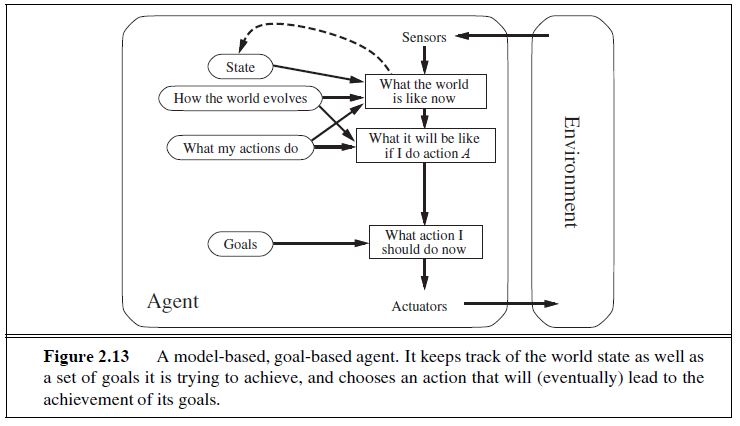 Sensors
State
What the world
is like now
How the world evolves
What it will be like
if I do action A
What my actions do
Environment
What action I
should do now
Goals
Agent
Actuators
Figure 2.13 A model-based, goal-based agent. It keeps track of the world state as well as
a set of goals it is trying to achieve, and chooses an action that will (eventually) lead to the
achievement of its goals.